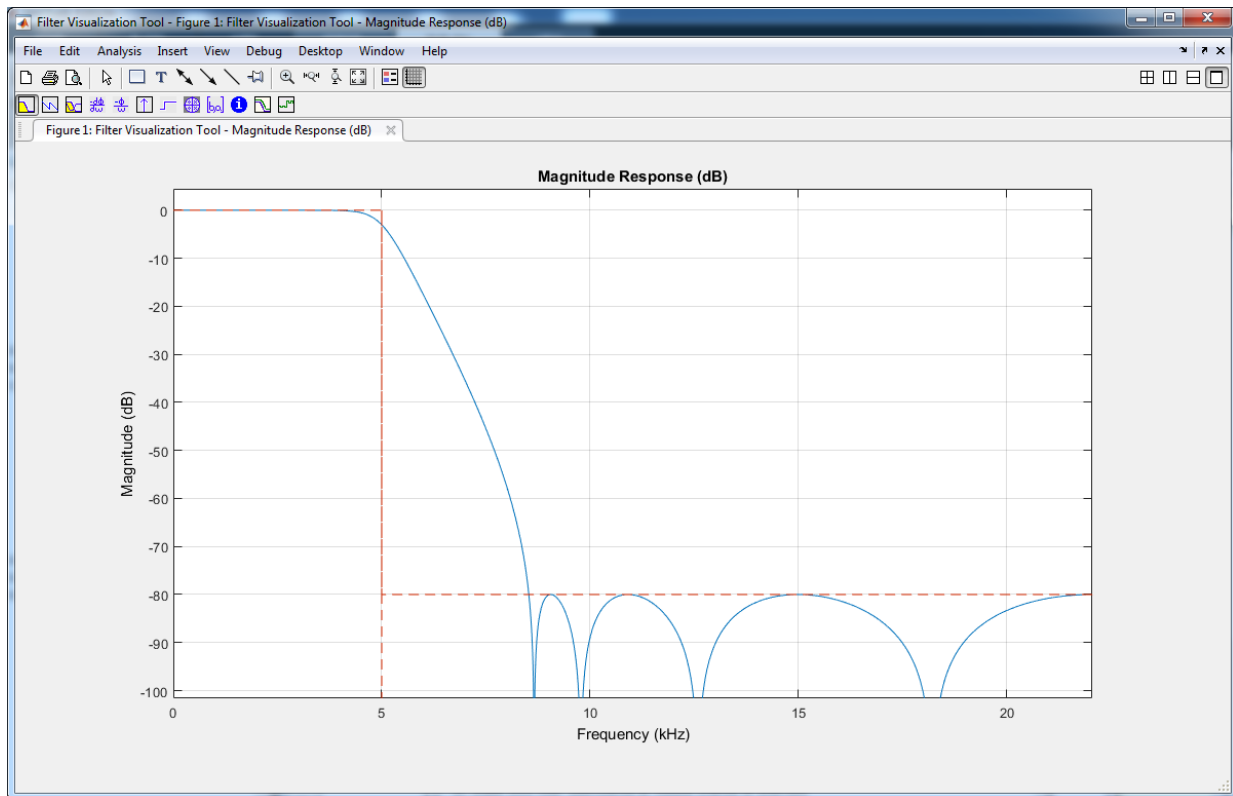 Filter Visualization Tool - Figure 1: Filter Visualization Tool - Magnitude Response (dB)
File Edit Analysis Insert View Debug Desktop Window Help
Figure 1: Filter Visualization Tool - Magnitude Response (dB)
Magnitude Response (dB)
0
-10
-20
-30
-40
-50
-60
-70
-80
-90
-100
Magnitude (dB)
0 5 10 15 20
Frequency (kHz)